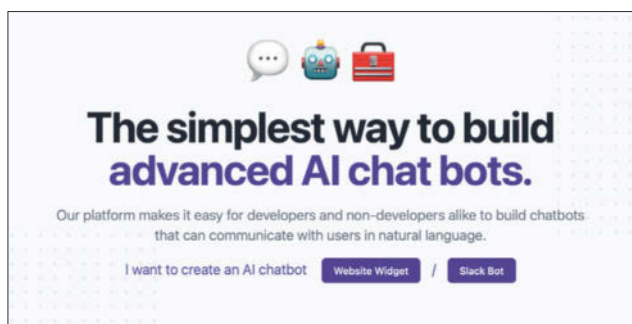 The simplest way to build
advanced AI chat bots.
Our platform makes it easy for developers and non-developers alike to build chatbots
that can communicate with users in natural language.
I want to create an AI chatbot Website Widget / Slack Bot